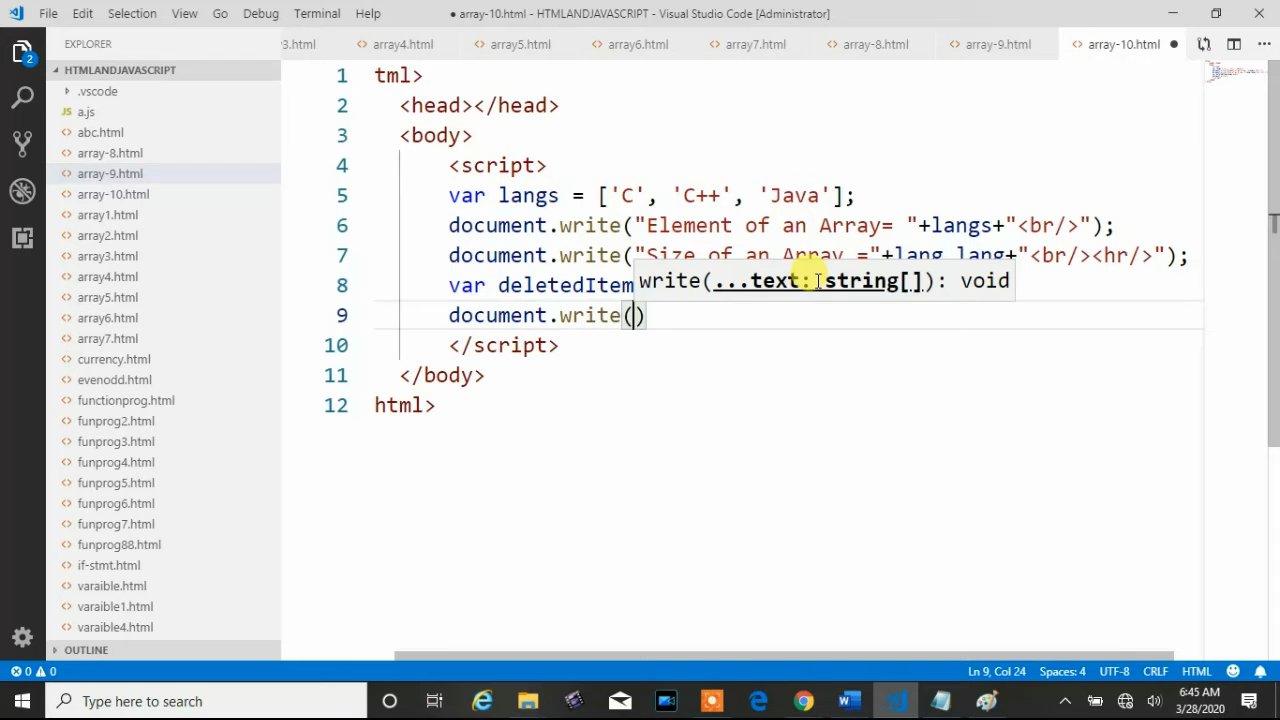 File Edit Selection View Go Debug Terminal Help
● array-10.html - HTMLANDJAVASCRIPT - Visual Studio Code [Administrator]
EXPLORER
3.html array4.html array5.html array6.html array7.html array-8.html array-9.html array-10.html ●
2
HTMLANDJAVASCRIPT
.vscode
JS a.js
abc.html
array-8.html
array-9.html
array-10.html
array1.html
array2.html
array3.html
array4.html
array5.html
array6.html
array7.html
currency.html
evenodd.html
functionprog.html
funprog2.html
funprog3.html
funprog4.html
funprog5.html
funprog6.html
funprog7.html
funprog88.html
if-stmt.html
varaible.html
varaible1.html
varaible4.html
OUTLINE
1 tml>
2 <head></head>
3 <body>
4 <script>
5 var langs = ['C', 'C++', 'Java'];
6 document.write("Element of an Array= "+langs+"<br/>");
7 document.write("Size of an Array ="+lang lang+"<br/><hr/>");
8 var deletedItem
write(...text: string[]): void
9 document.write()
10 </script>
11 </body>
12 html>
0 0
Ln 9, Col 24 Spaces: 4 UTF-8 CRLF HTML
Type here to search
6:45 AM
3/28/2020